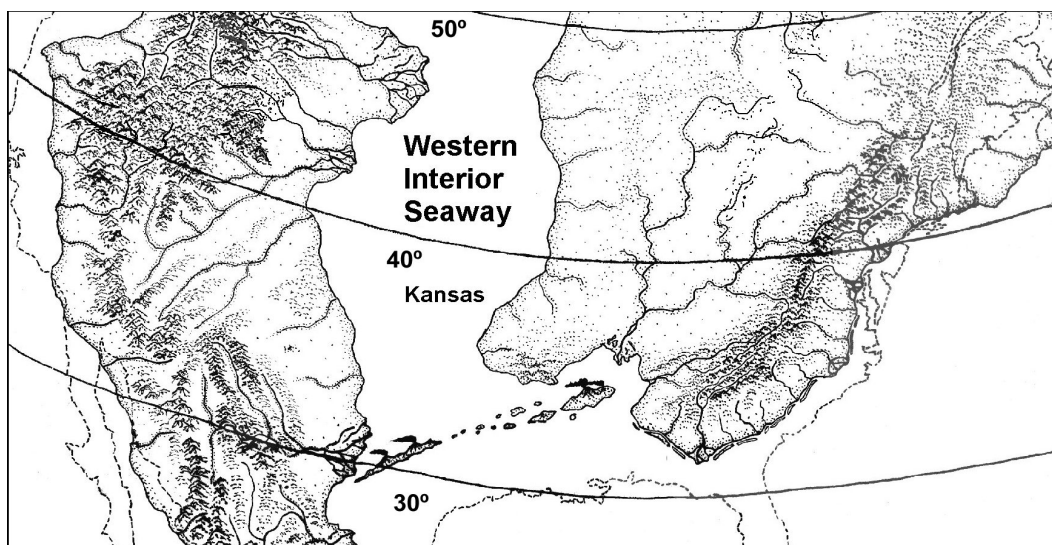 50º
Western
Interior
Seaway
40º
Kansas
30º